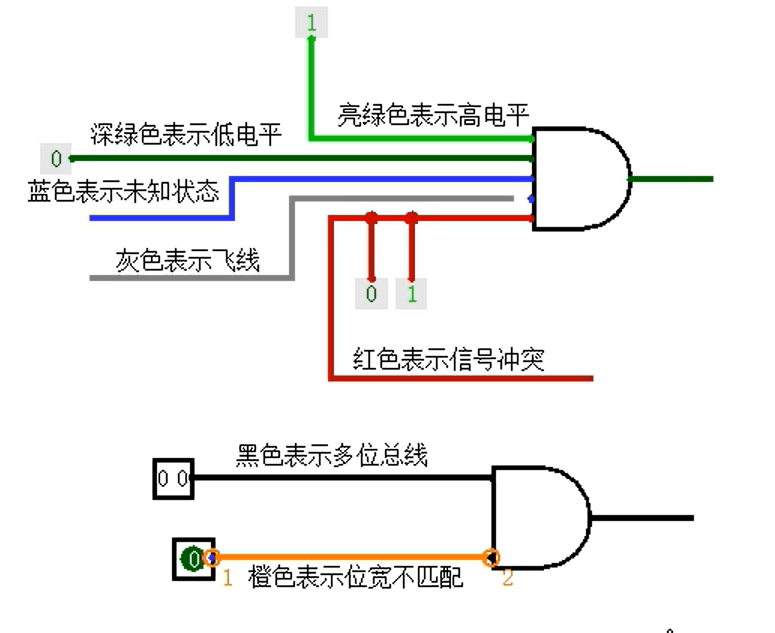 1
亮绿色表示高电平
深绿色表示低电平
0
蓝色表示未知状态
灰色表示飞线
0 1
红色表示信号冲突
黑色表示多位总线
0 0
0
1 橙色表示位宽不匹配 2